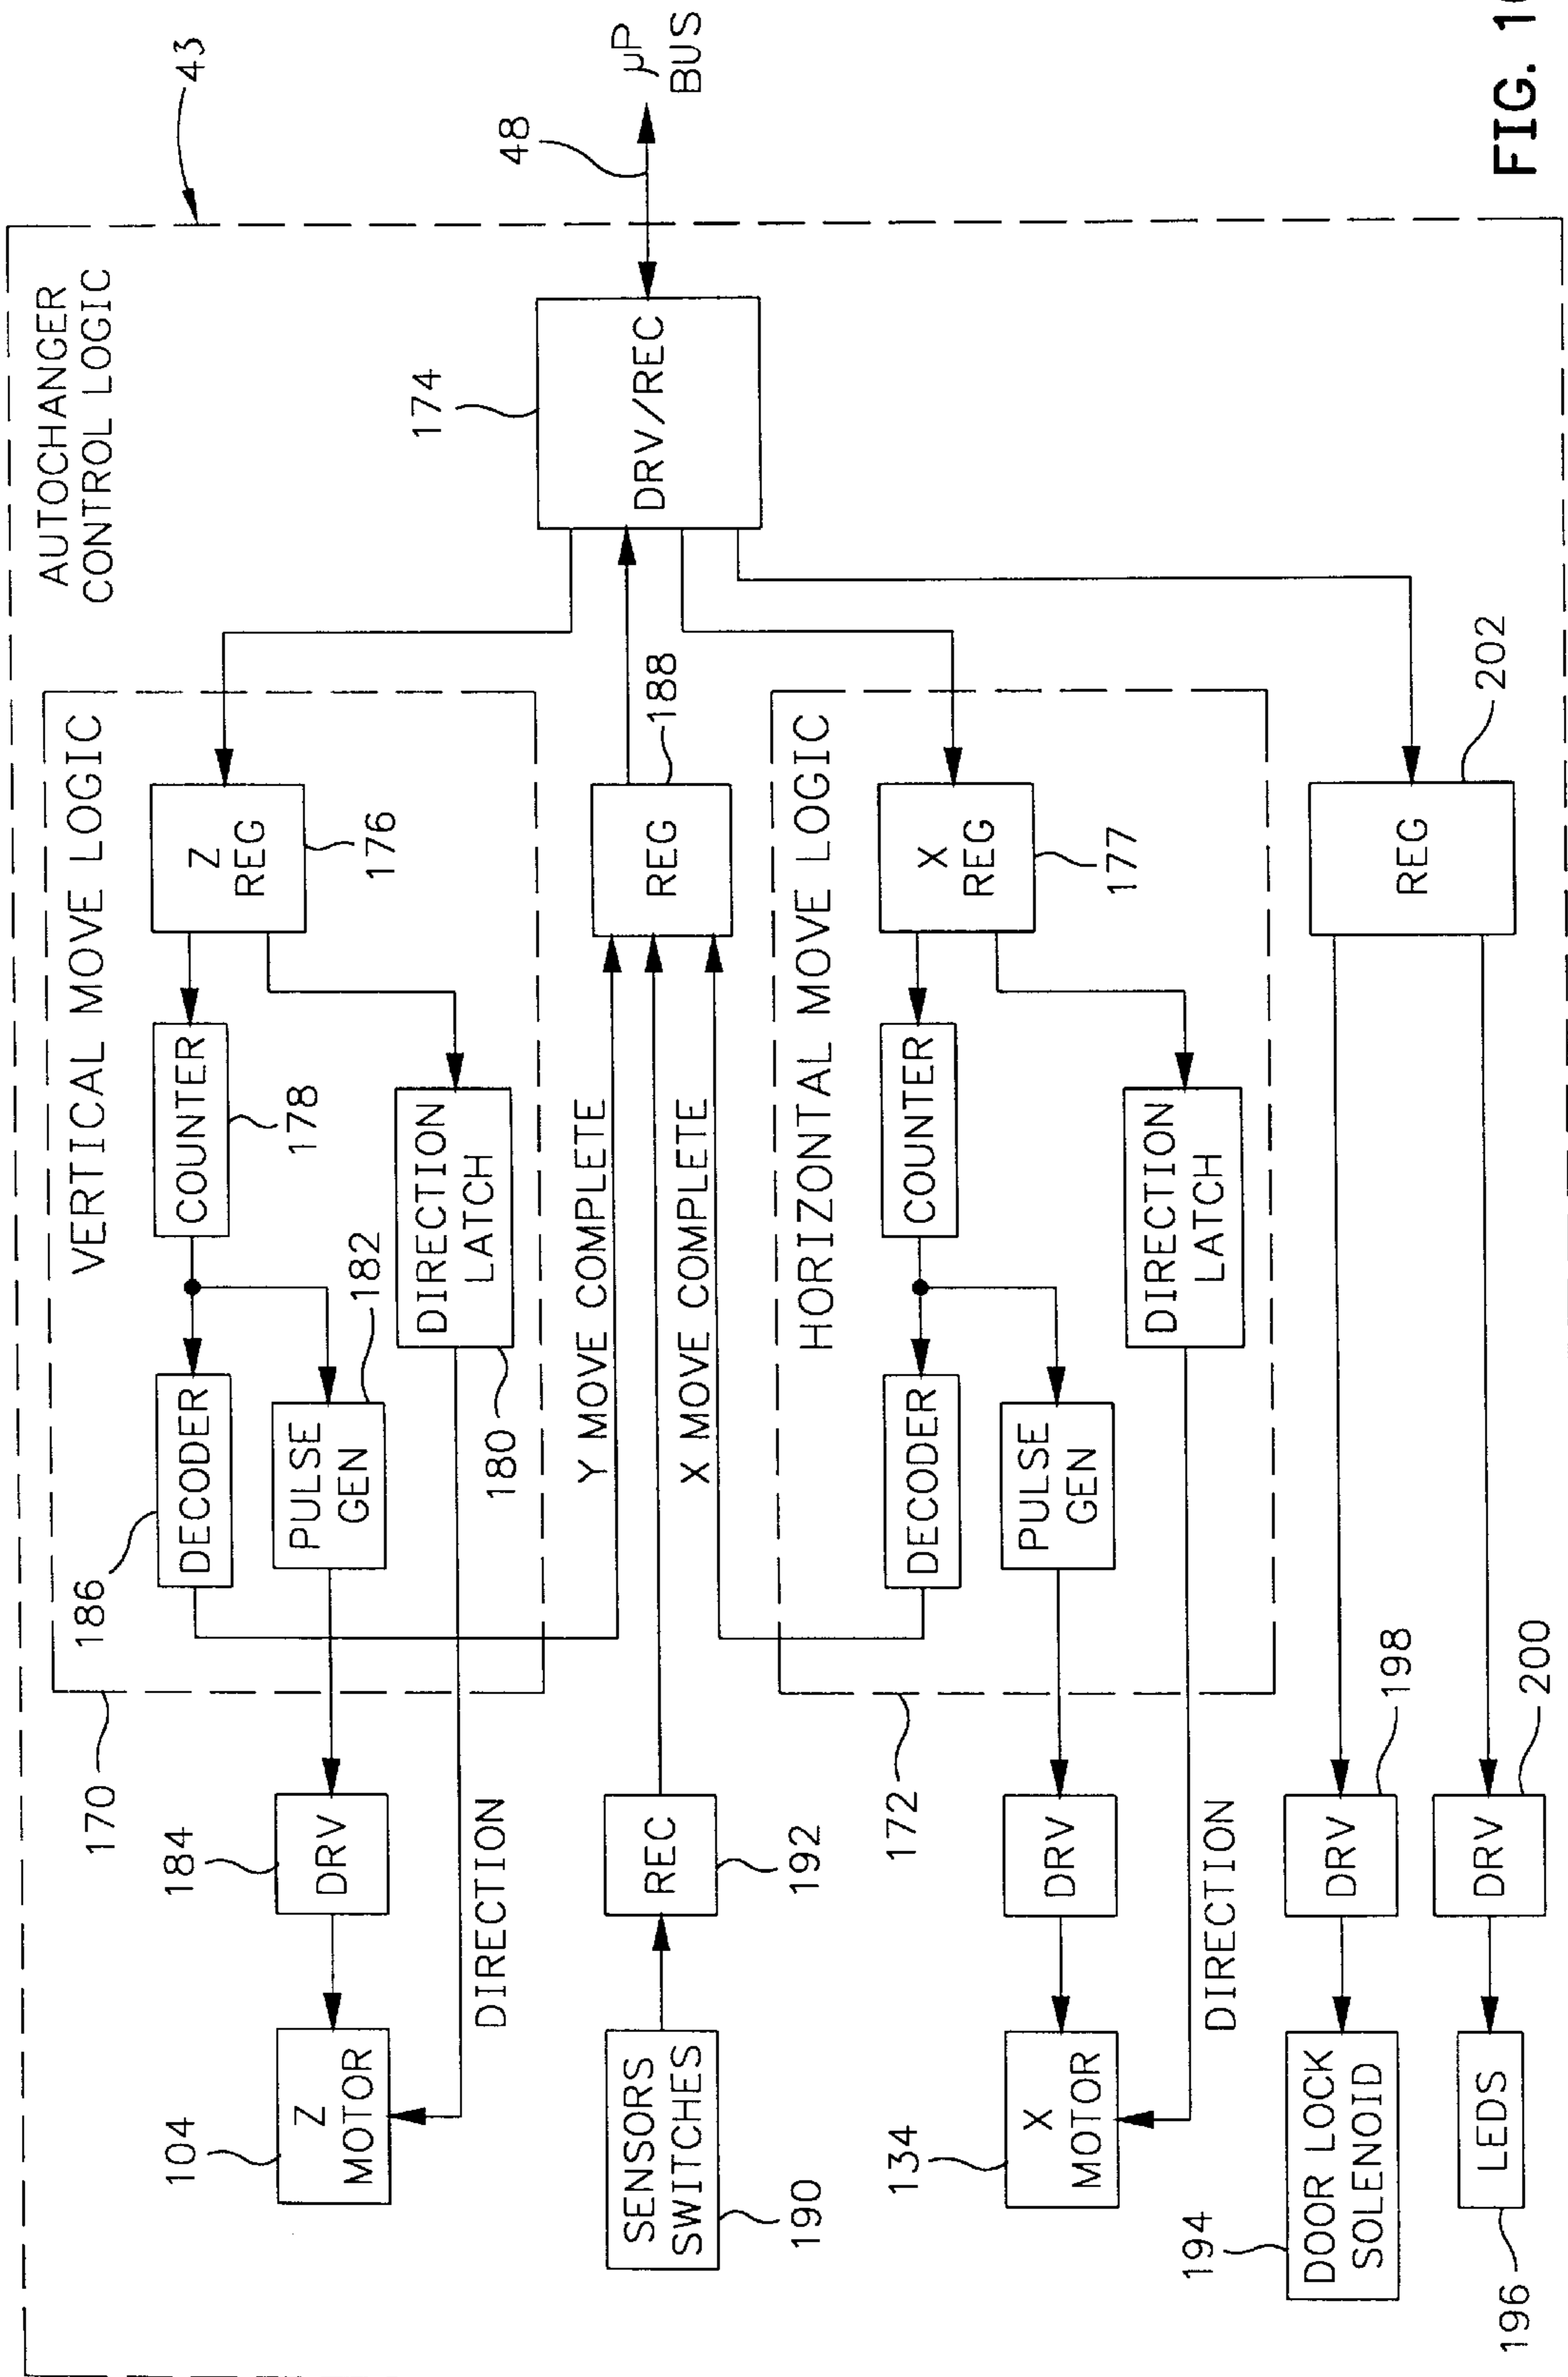 AUTOCHANGER
CONTROL LOGIC
43
VERTICAL MOVE LOGIC
170
104
Z
MOTOR
184
DRV
186
DECODER
PULSE
GEN
182
COUNTER
178
Z
REG
176
DIRECTION
LATCH
180
DIRECTION
174
DRV/REC
48
µP
BUS
Y MOVE COMPLETE
SENSORS
SWITCHES
190
REC
192
REG
188
X MOVE COMPLETE
HORIZONTAL MOVE LOGIC
172
134
X
MOTOR
DRV
DECODER
PULSE
GEN
COUNTER
X
REG
177
DIRECTION
LATCH
DIRECTION
194
DOOR LOCK
SOLENOID
DRV
198
REG
202
196
LEDS
DRV
200
FIG.